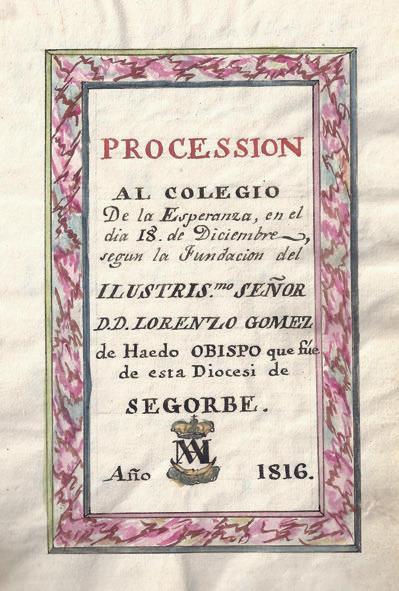 PROCESSION
AL COLEGIO
De la Esperanza, en el
dia 18. de Diciembre,
segun la Fundacion del
ILUSTRIS.mo SEÑOR
D.D. LORENZO GOMEZ
de Haedo OBISPO que fúe
de esta Diocesi de
SEGORBE.
Año 1816.